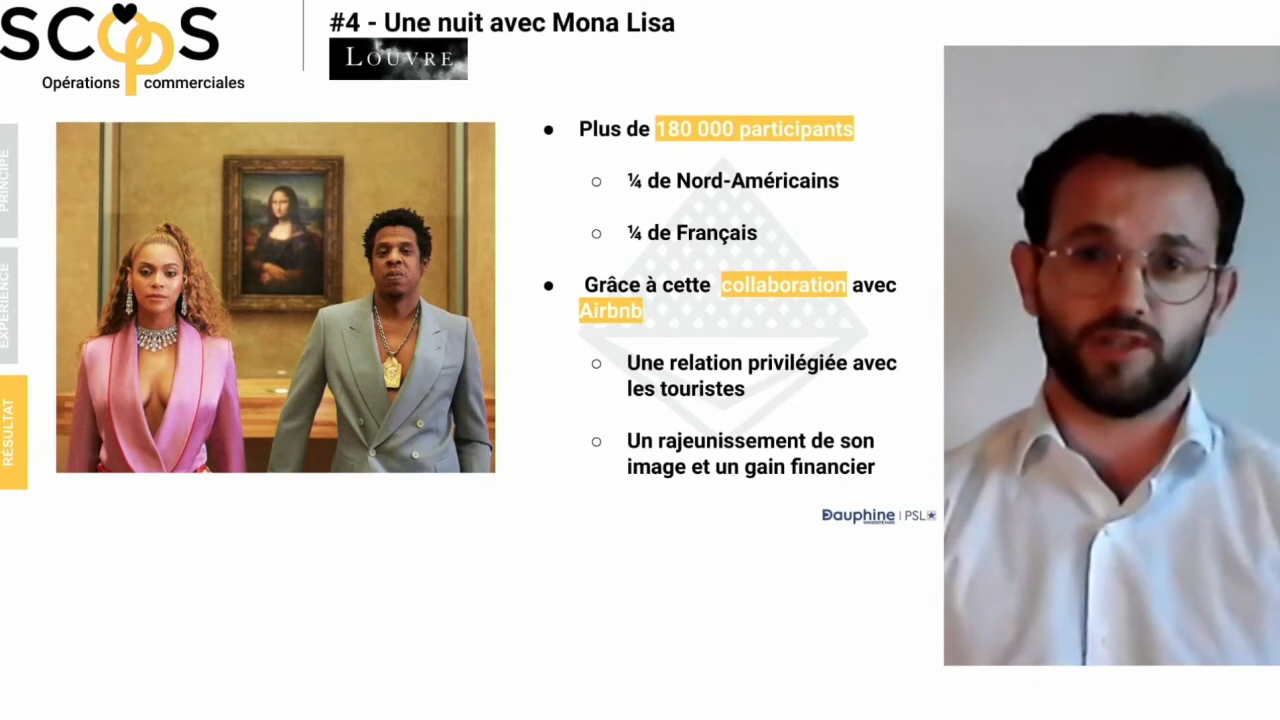 SCOPS
Opérations commerciales
#4 - Une nuit avec Mona Lisa
LOUVRE
PRINCIPE
EXPÉRIENCE
RÉSULTAT
● Plus de 180 000 participants
○ ¼ de Nord-Américains
○ ¼ de Français
● Grâce à cette collaboration avec
Airbnb
○ Une relation privilégiée avec
les touristes
○ Un rajeunissement de son
image et un gain financier
Dauphine | PSL